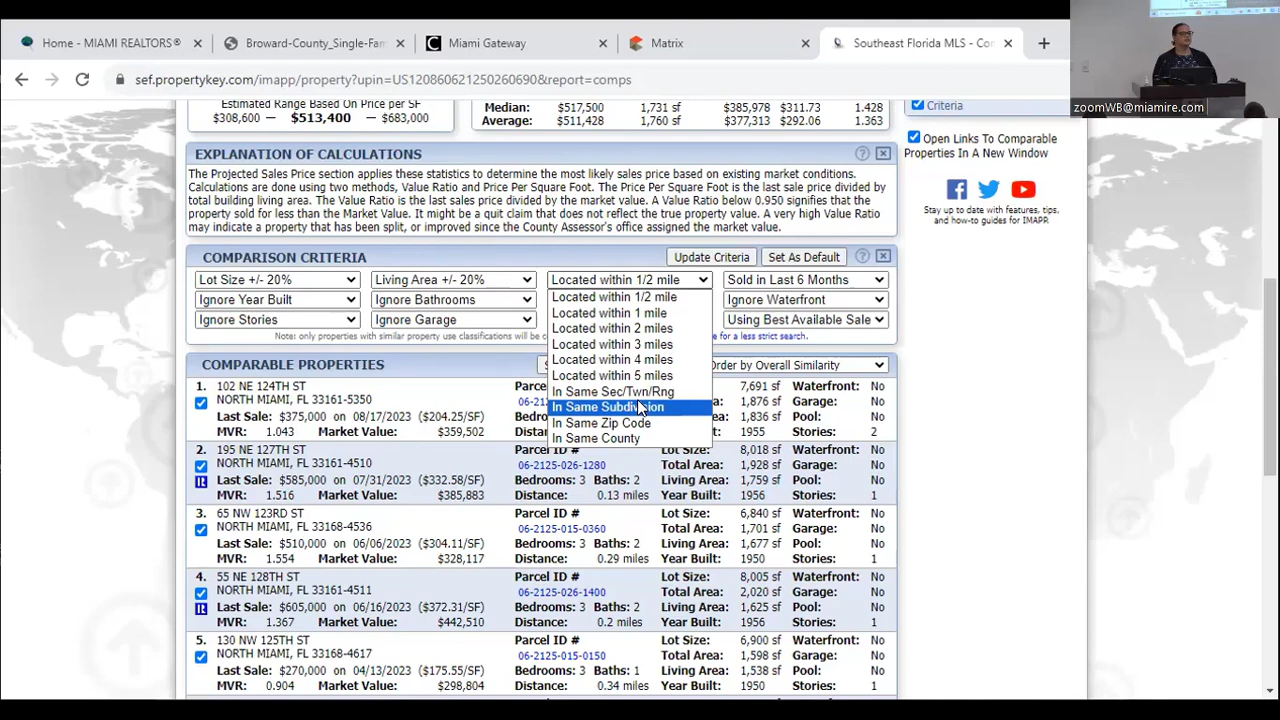 Home - MIAMI REALTORS®
Broward-County_Single-Fam
Miami Gateway
Matrix
Southeast Florida MLS - Co
sef.propertykey.com/imapp/property?upin=US120860621250260690&report=comps
zoomWB@miamire.com
Estimated Range Based On Price per SF
$308,600 — $513,400 — $683,000
Median: $517,500 1,731 sf $385,978 $311.73 1.428
Average: $511,428 1,760 sf $377,313 $292.06 1.363
Criteria
Open Links To Comparable
Properties In A New Window
Stay up to date with features, tips,
and how-to guides for IMAPP.
EXPLANATION OF CALCULATIONS
The Projected Sales Price section applies these statistics to determine the most likely sales price based on existing market conditions.
Calculations are done using two methods, Value Ratio and Price Per Square Foot. The Price Per Square Foot is the last sale price divided by
total building living area. The Value Ratio is the last sales price divided by the market value. A Value Ratio below 0.950 signifies that the
property sold for less that the Market Value. It might be a quit claim that does not reflect the true property value. A very high Value Ratio
may indicate a property that has been split, or improved since the County Assessor's office assigned the market value.
COMPARISON CRITERIA Update Criteria Set As Default
Lot Size +/- 20% Living Area +/- 20% Located within 1/2 mile Sold in Last 6 Months
Ignore Year Built Ignore Bathrooms Ignore Waterfront
Ignore Stories Ignore Garage Using Best Available Sale
Located within 1/2 mile
Located within 1 mile
Located within 2 miles
Located within 3 miles
Located within 4 miles
Located within 5 miles
In Same Sec/Twn/Rng
In Same Subdivision
In Same Zip Code
In Same County
Note: only properties with similar property use classifications will be c
e for a less strict search.
COMPARABLE PROPERTIES Order by Overall Similarity
1. 102 NE 124TH ST Parcel 7,691 sf Waterfront: No
NORTH MIAMI, FL 33161-5350 06-21 1,876 sf Garage: No
Last Sale: $375,000 on 08/17/2023 ($204.25/SF) Bedro 1,836 sf Pool: No
MVR: 1.043 Market Value: $359,502 Distan 1955 Stories: 2
2. 195 NE 127TH ST Parcel ID # Lot Size: 8,018 sf Waterfront: No
NORTH MIAMI, FL 33161-4510 06-2125-026-1280 Total Area: 1,928 sf Garage: No
Last Sale: $585,000 on 07/31/2023 ($332.58/SF) Bedrooms: 3 Baths: 2 Living Area: 1,759 sf Pool: No
MVR: 1.516 Market Value: $385,883 Distance: 0.13 miles Year Built: 1956 Stories: 1
3. 65 NW 123RD ST Parcel ID # Lot Size: 6,840 sf Waterfront: No
NORTH MIAMI, FL 33168-4536 06-2125-015-0360 Total Area: 1,701 sf Garage: No
Last Sale: $510,000 on 06/06/2023 ($304.11/SF) Bedrooms: 3 Baths: 2 Living Area: 1,677 sf Pool: No
MVR: 1.554 Market Value: $328,117 Distance: 0.29 miles Year Built: 1950 Stories: 1
4. 55 NE 128TH ST Parcel ID # Lot Size: 8,005 sf Waterfront: No
NORTH MIAMI, FL 33161-4511 06-2125-026-1400 Total Area: 2,020 sf Garage: No
Last Sale: $605,000 on 06/16/2023 ($372.31/SF) Bedrooms: 3 Baths: 2 Living Area: 1,625 sf Pool: No
MVR: 1.367 Market Value: $442,510 Distance: 0.2 miles Year Built: 1956 Stories: 1
5. 130 NW 125TH ST Parcel ID # Lot Size: 6,900 sf Waterfront: No
NORTH MIAMI, FL 33168-4617 06-2125-015-0150 Total Area: 1,598 sf Garage: No
Last Sale: $270,000 on 04/13/2023 ($175.55/SF) Bedrooms: 3 Baths: 1 Living Area: 1,538 sf Pool: No
MVR: 0.904 Market Value: $298,804 Distance: 0.34 miles Year Built: 1950 Stories: 1